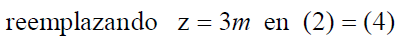 reemplazando z = 3m en (2) = (4)